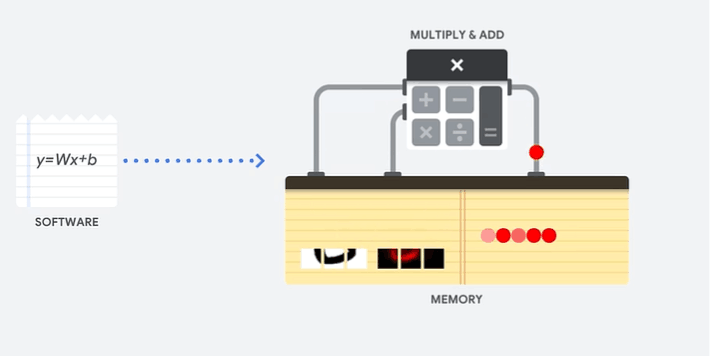 MULTIPLY & ADD
×
+ −
× ÷ =
y=Wx+b
SOFTWARE
MEMORY